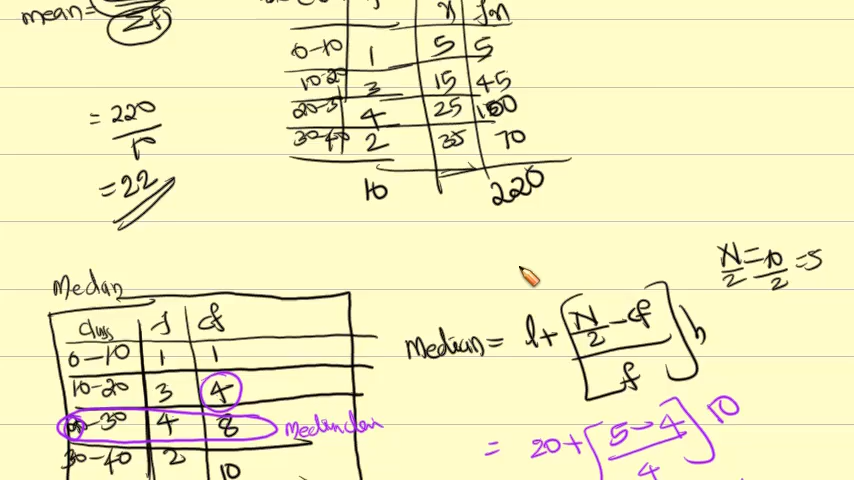 mean =
Σf
x fx
0-10 1 5 5
10-20 3 15 45
20-3 4 25 100
30-40 2 35 70
10 220
= 220
10
= 22
Median
Class f cf
0-10 1 1
10-20 3 4
20-30 4 8 Median class
30-40 2 10
N/2 = 10/2 = 5
Median = l + [N/2 - cf / f] h
= 20 + [5-4 / 4] 10